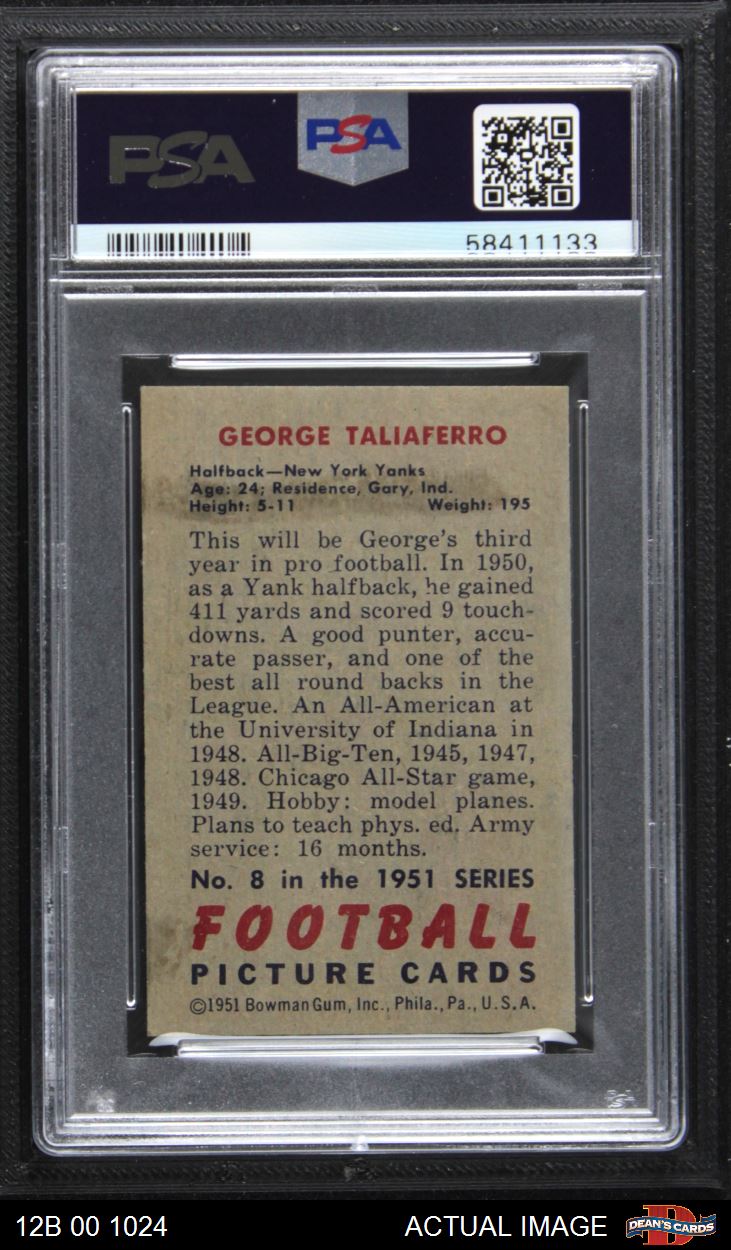 PSA
PSA
58411133
GEORGE TALIAFERRO
Halfback—New York Yanks
Age: 24; Residence, Gary, Ind.
Height: 5-11 Weight: 195
This will be George's third
year in pro football. In 1950,
as a Yank halfback, he gained
411 yards and scored 9 touch-
downs. A good punter, accu-
rate passer, and one of the
best all round backs in the
League. An All-American at
the University of Indiana in
1948. All-Big-Ten, 1945, 1947,
1948. Chicago All-Star game,
1949. Hobby: model planes.
Plans to teach phys. ed. Army
service: 16 months.
No. 8 in the 1951 SERIES
FOOTBALL
PICTURE CARDS
©1951 Bowman Gum, Inc., Phila., Pa., U.S.A.
12B 00 1024 ACTUAL IMAGE DEAN'S CARDS